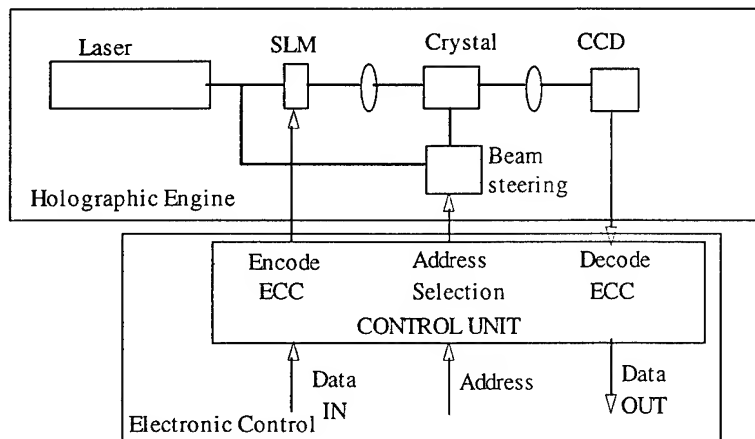 Laser
SLM
Crystal
CCD
Beam
steering
Holographic Engine
Encode
ECC
Address
Selection
Decode
ECC
CONTROL UNIT
Data
IN
Address
Data
OUT
Electronic Control